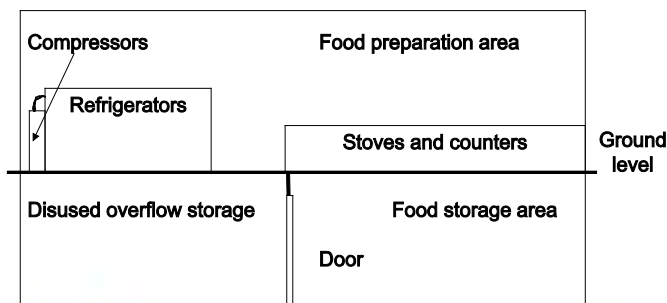 Compressors
Food preparation area
Refrigerators
Stoves and counters
Ground
level
Disused overflow storage
Food storage area
Door